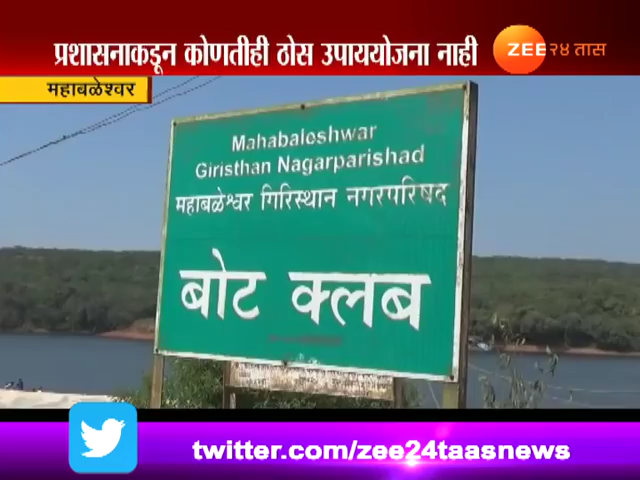 प्रशासनाकडून कोणतीही ठोस उपाययोजना नाही
ZEE २४ तास
महाबळेश्वर
Mahabaleshwar
Giristhan Nagarparishad
महाबळेश्वर गिरिस्थान नगरपरिषद
बोट क्लब
twitter.com/zee24taasnews